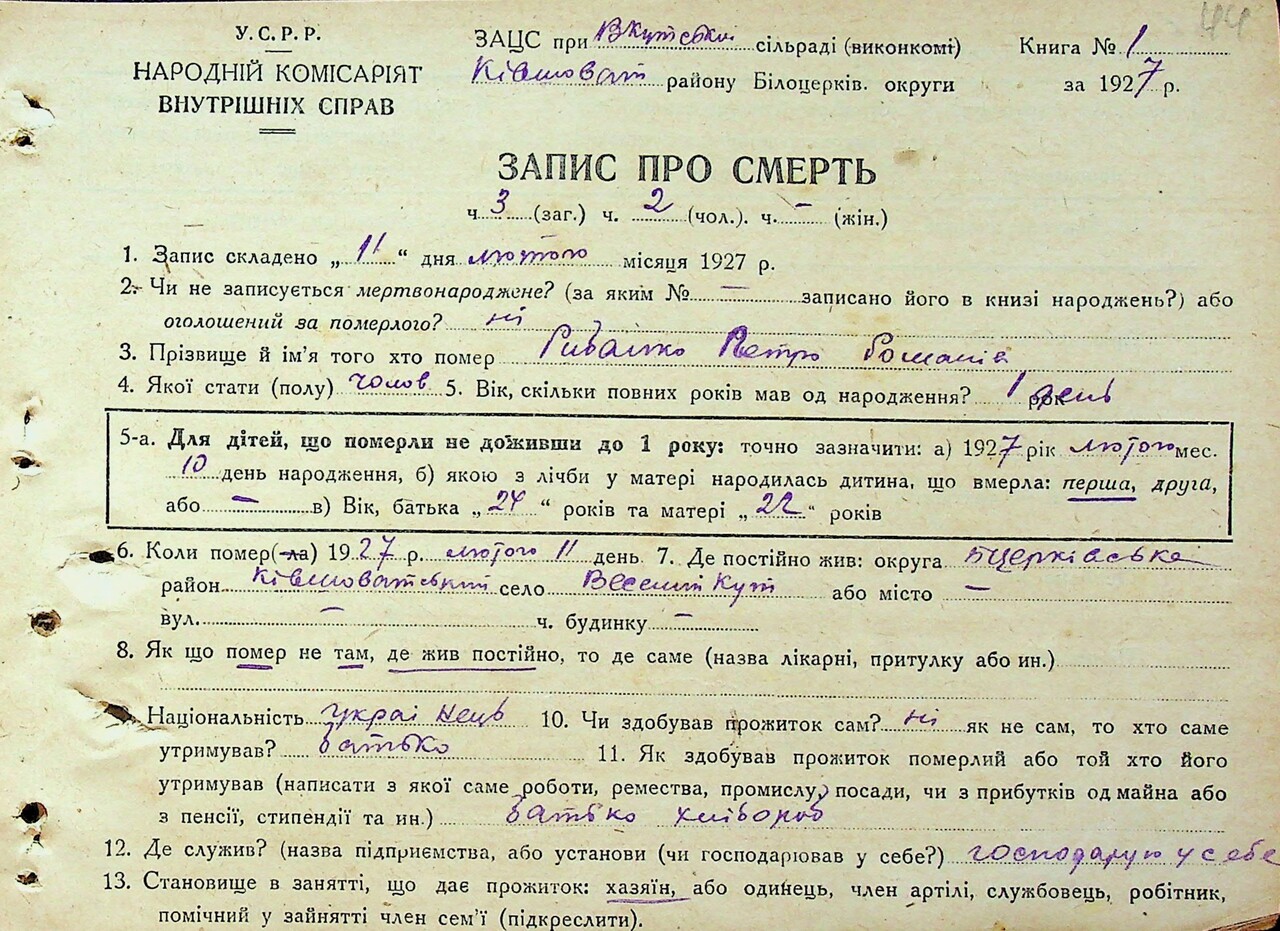 44
У.С.Р.Р.
НАРОДНІЙ КОМІСАРІЯТ
ВНУТРІШНІХ СПРАВ
ЗАЦС при ВКутській сільраді (виконкомі)
Ківшоват району Білоцерків. округи
Книга № 1
за 1927 р.
ЗАПИС ПРО СМЕРТЬ
ч. 3 (заг.) ч. 2 (чол.). ч. – (жін.)
1. Запис складено „ 11 “ дня лютого місяця 1927 р.
2. Чи не записується мертвонароджене? (за яким № — записано його в книзі народжень?) або
оголошений за померлого? ні
3. Прізвище й ім’я того хто помер Рибалко Петро Романів
4. Якої стати (полу) чолов 5. Вік, скільки повних років мав од народження? 1 день
5-а. Для дітей, що померли не доживши до 1 року: точно зазначити: а) 1927 рік лютого мес.
10 день народження, б) якою з лічби у матері народилась дитина, що вмерла: перша, друга,
або — в) Вік, батька „ 24 “ років та матері „ 22 “ років
6. Коли помер(-ла) 1927 р. лютого 11 день 7. Де постійно жив: округа БЦерківська
район Ківшоватський село Веселий Кут або місто —
вул. — ч. будинку —
8. Як що помер не там, де жив постійно, то де саме (назва лікарні, притулку або ин.)
Національність украінець 10. Чи здобував прожиток сам? ні як не сам, то хто саме
утримував? батько 11. Як здобував прожиток померлий або той хто його
утримував (написати з якої саме роботи, ремества, промислу, посади, чи з прибутків од майна або
з пенсії, стипендії та ин.) батько хлібороб
12. Де служив? (назва підприємства, або установи (чи господарював у себе?) господарую у себе
13. Становище в занятті, що дає прожиток: хазяїн, або одинець, член артілі, службовець, робітник,
помічний у зайнятті член сем’ї (підкреслити).